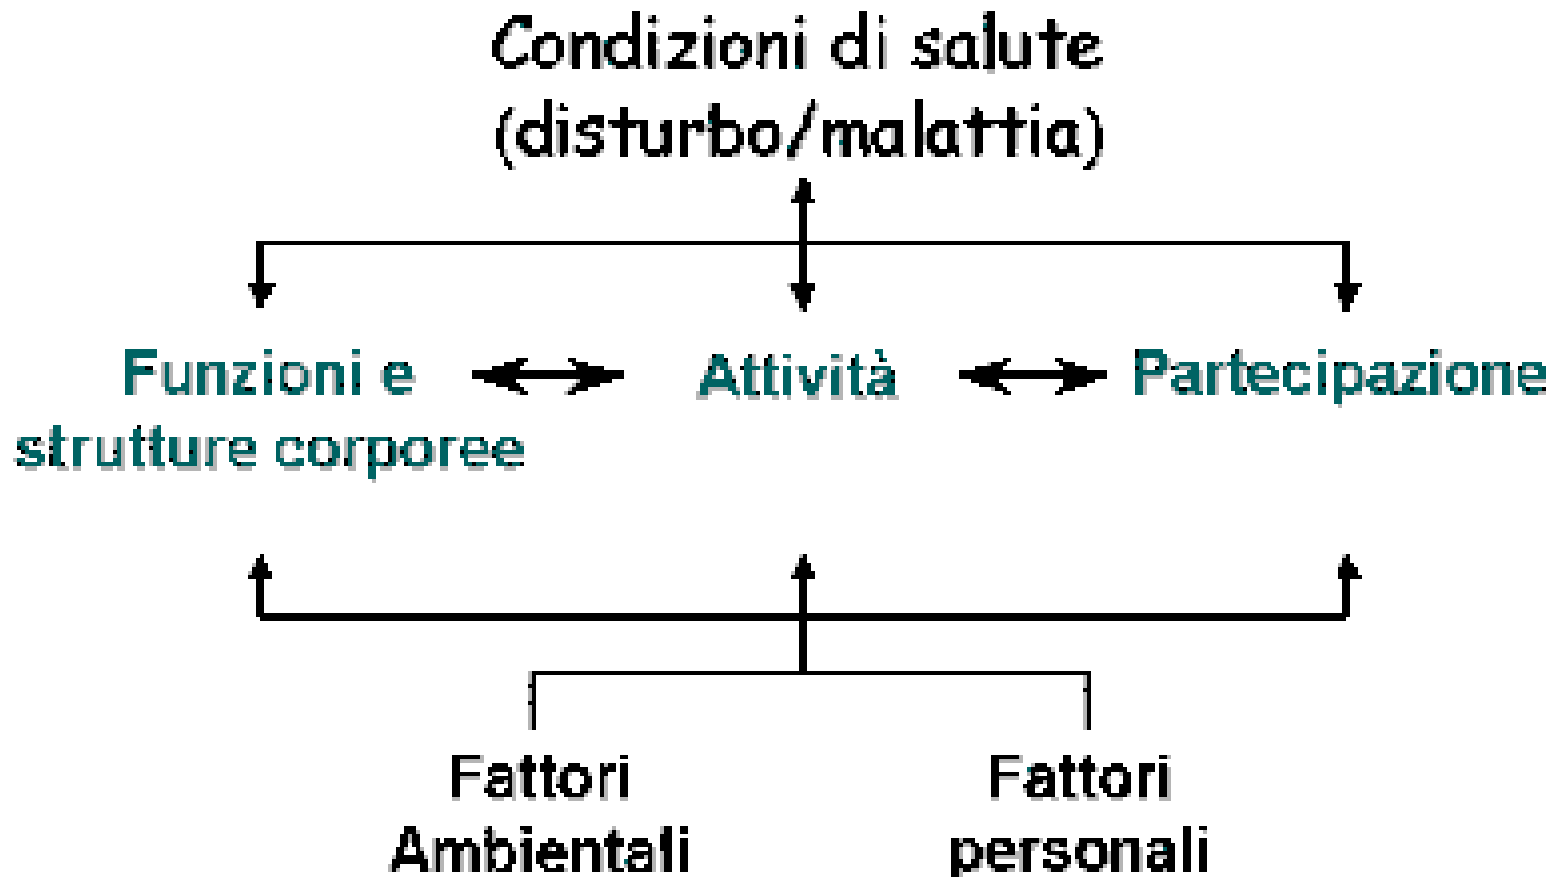 Condizioni di salute
(disturbo/malattia)
Funzioni e
strutture corporee
Attività
Partecipazione
Fattori
Ambientali
Fattori
personali